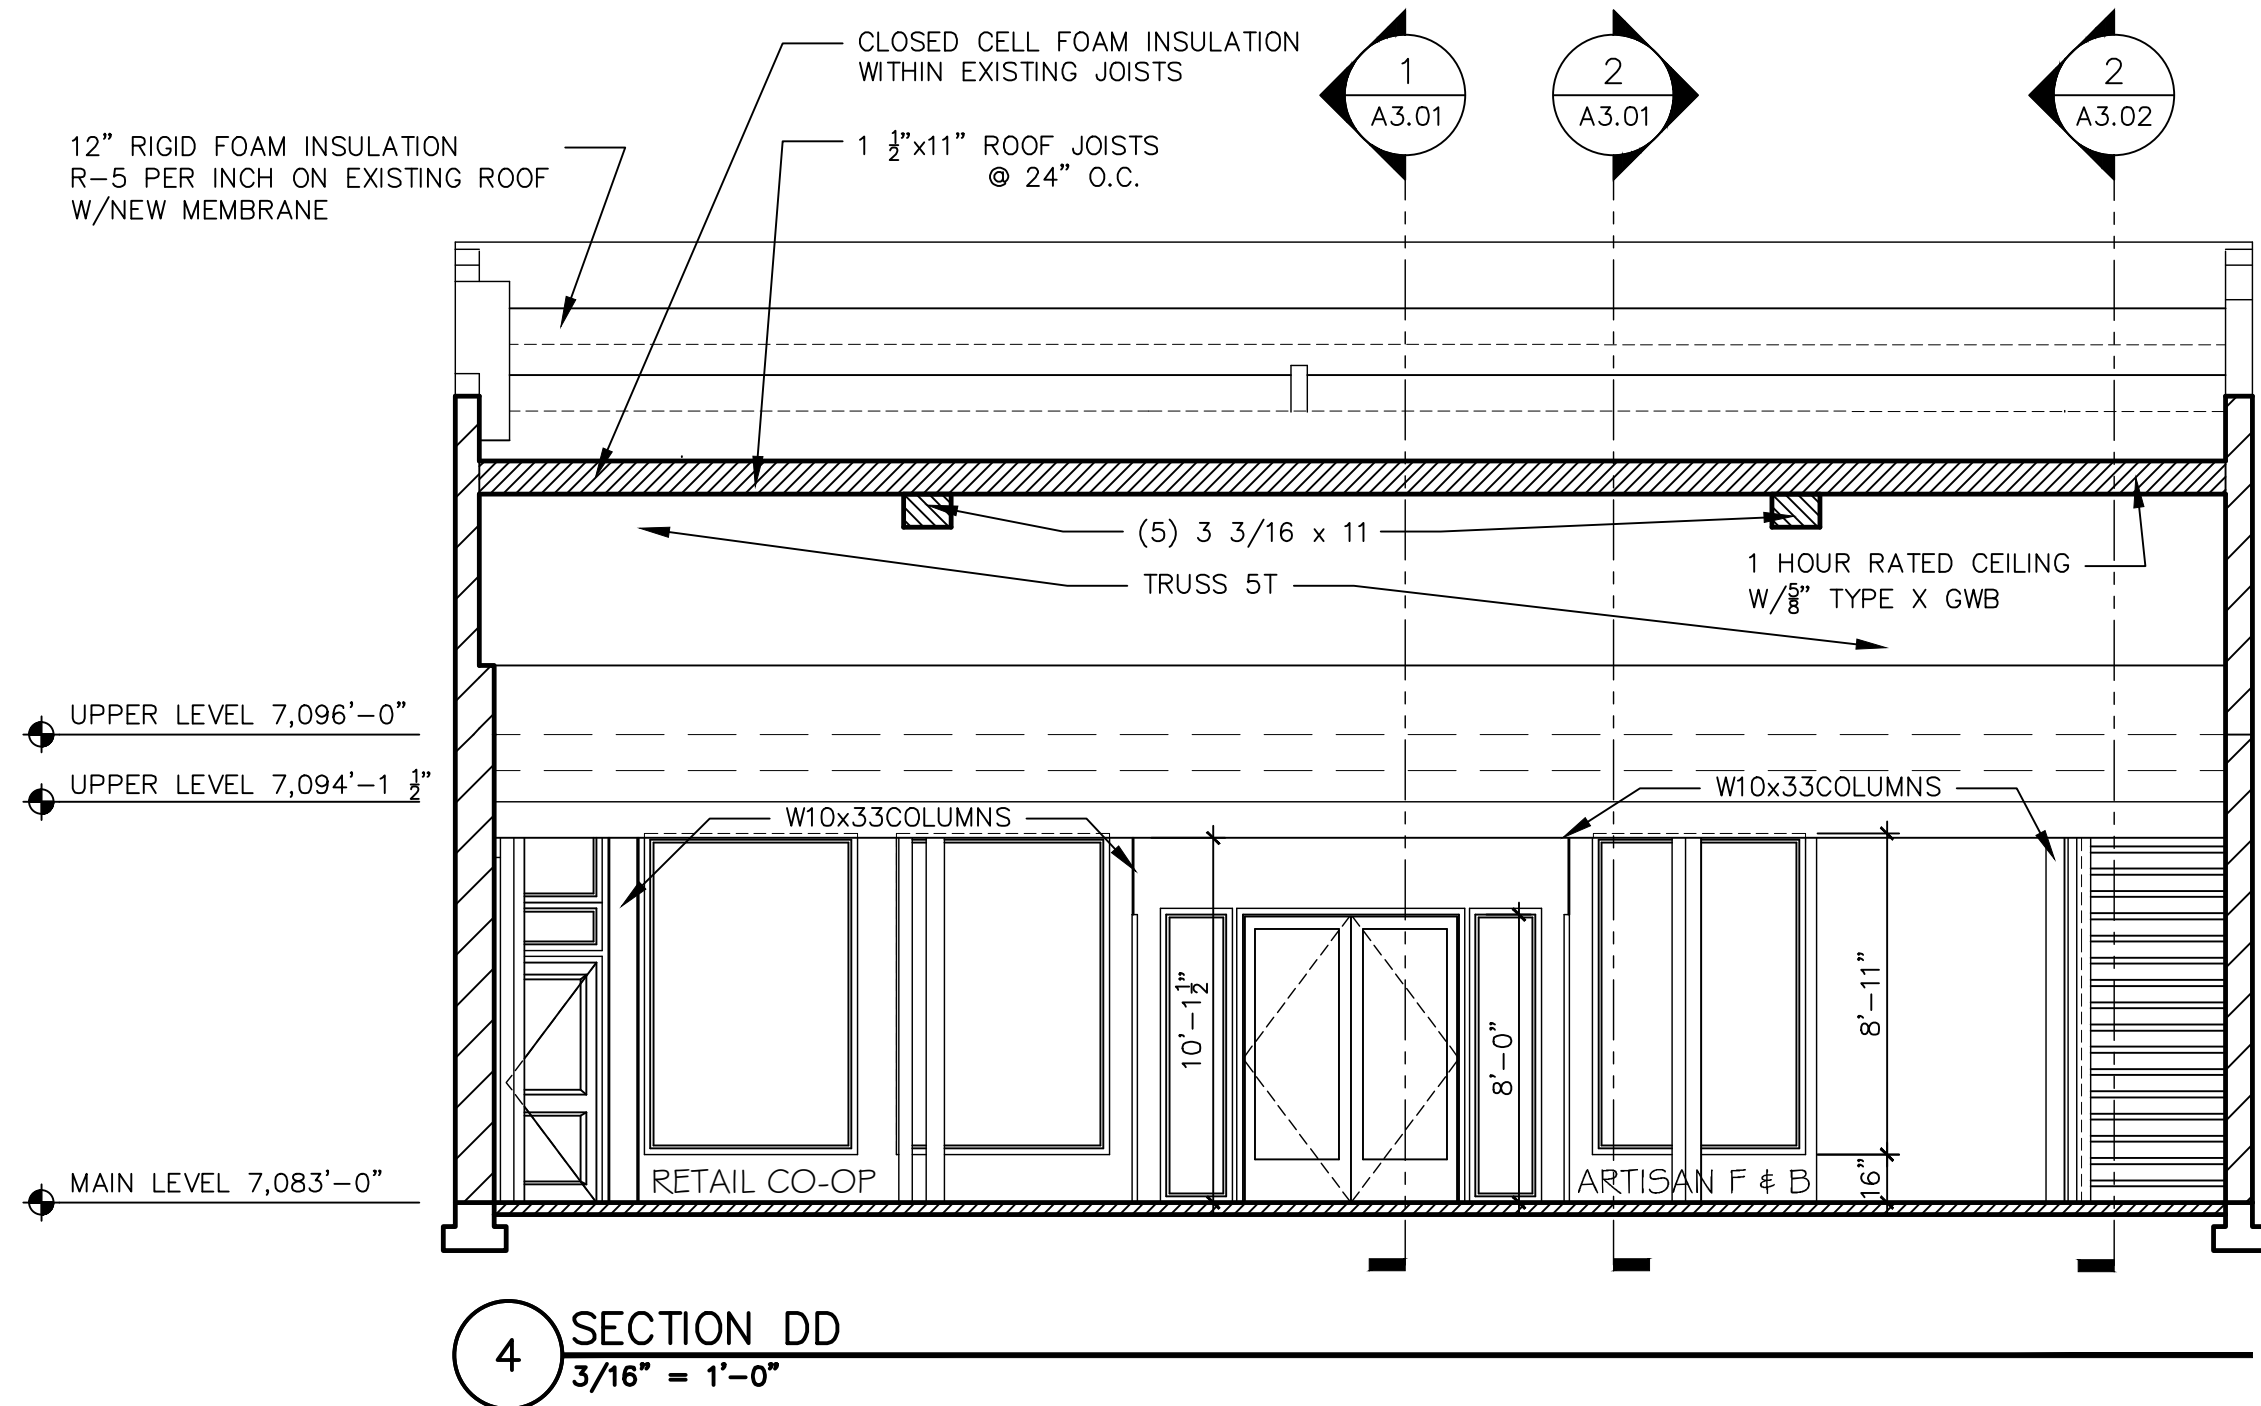 CLOSED CELL FOAM INSULATION
WITHIN EXISTING JOISTS
1
A3.01
2
A3.01
2
A3.02
12” RIGID FOAM INSULATION
R-5 PER INCH ON EXISTING ROOF
W/NEW MEMBRANE
1 1/2”x11” ROOF JOISTS
@ 24” O.C.
(5) 3 3/16 x 11
TRUSS 5T
1 HOUR RATED CEILING
W/5/8” TYPE X GWB
UPPER LEVEL 7,096’-0”
UPPER LEVEL 7,094’-1 1/2”
W10x33COLUMNS
W10x33COLUMNS
10’-1 1/2”
8’-0”
8’-11”
16”
MAIN LEVEL 7,083’-0”
RETAIL CO-OP
ARTISAN F & B
4
SECTION DD
3/16” = 1’-0”